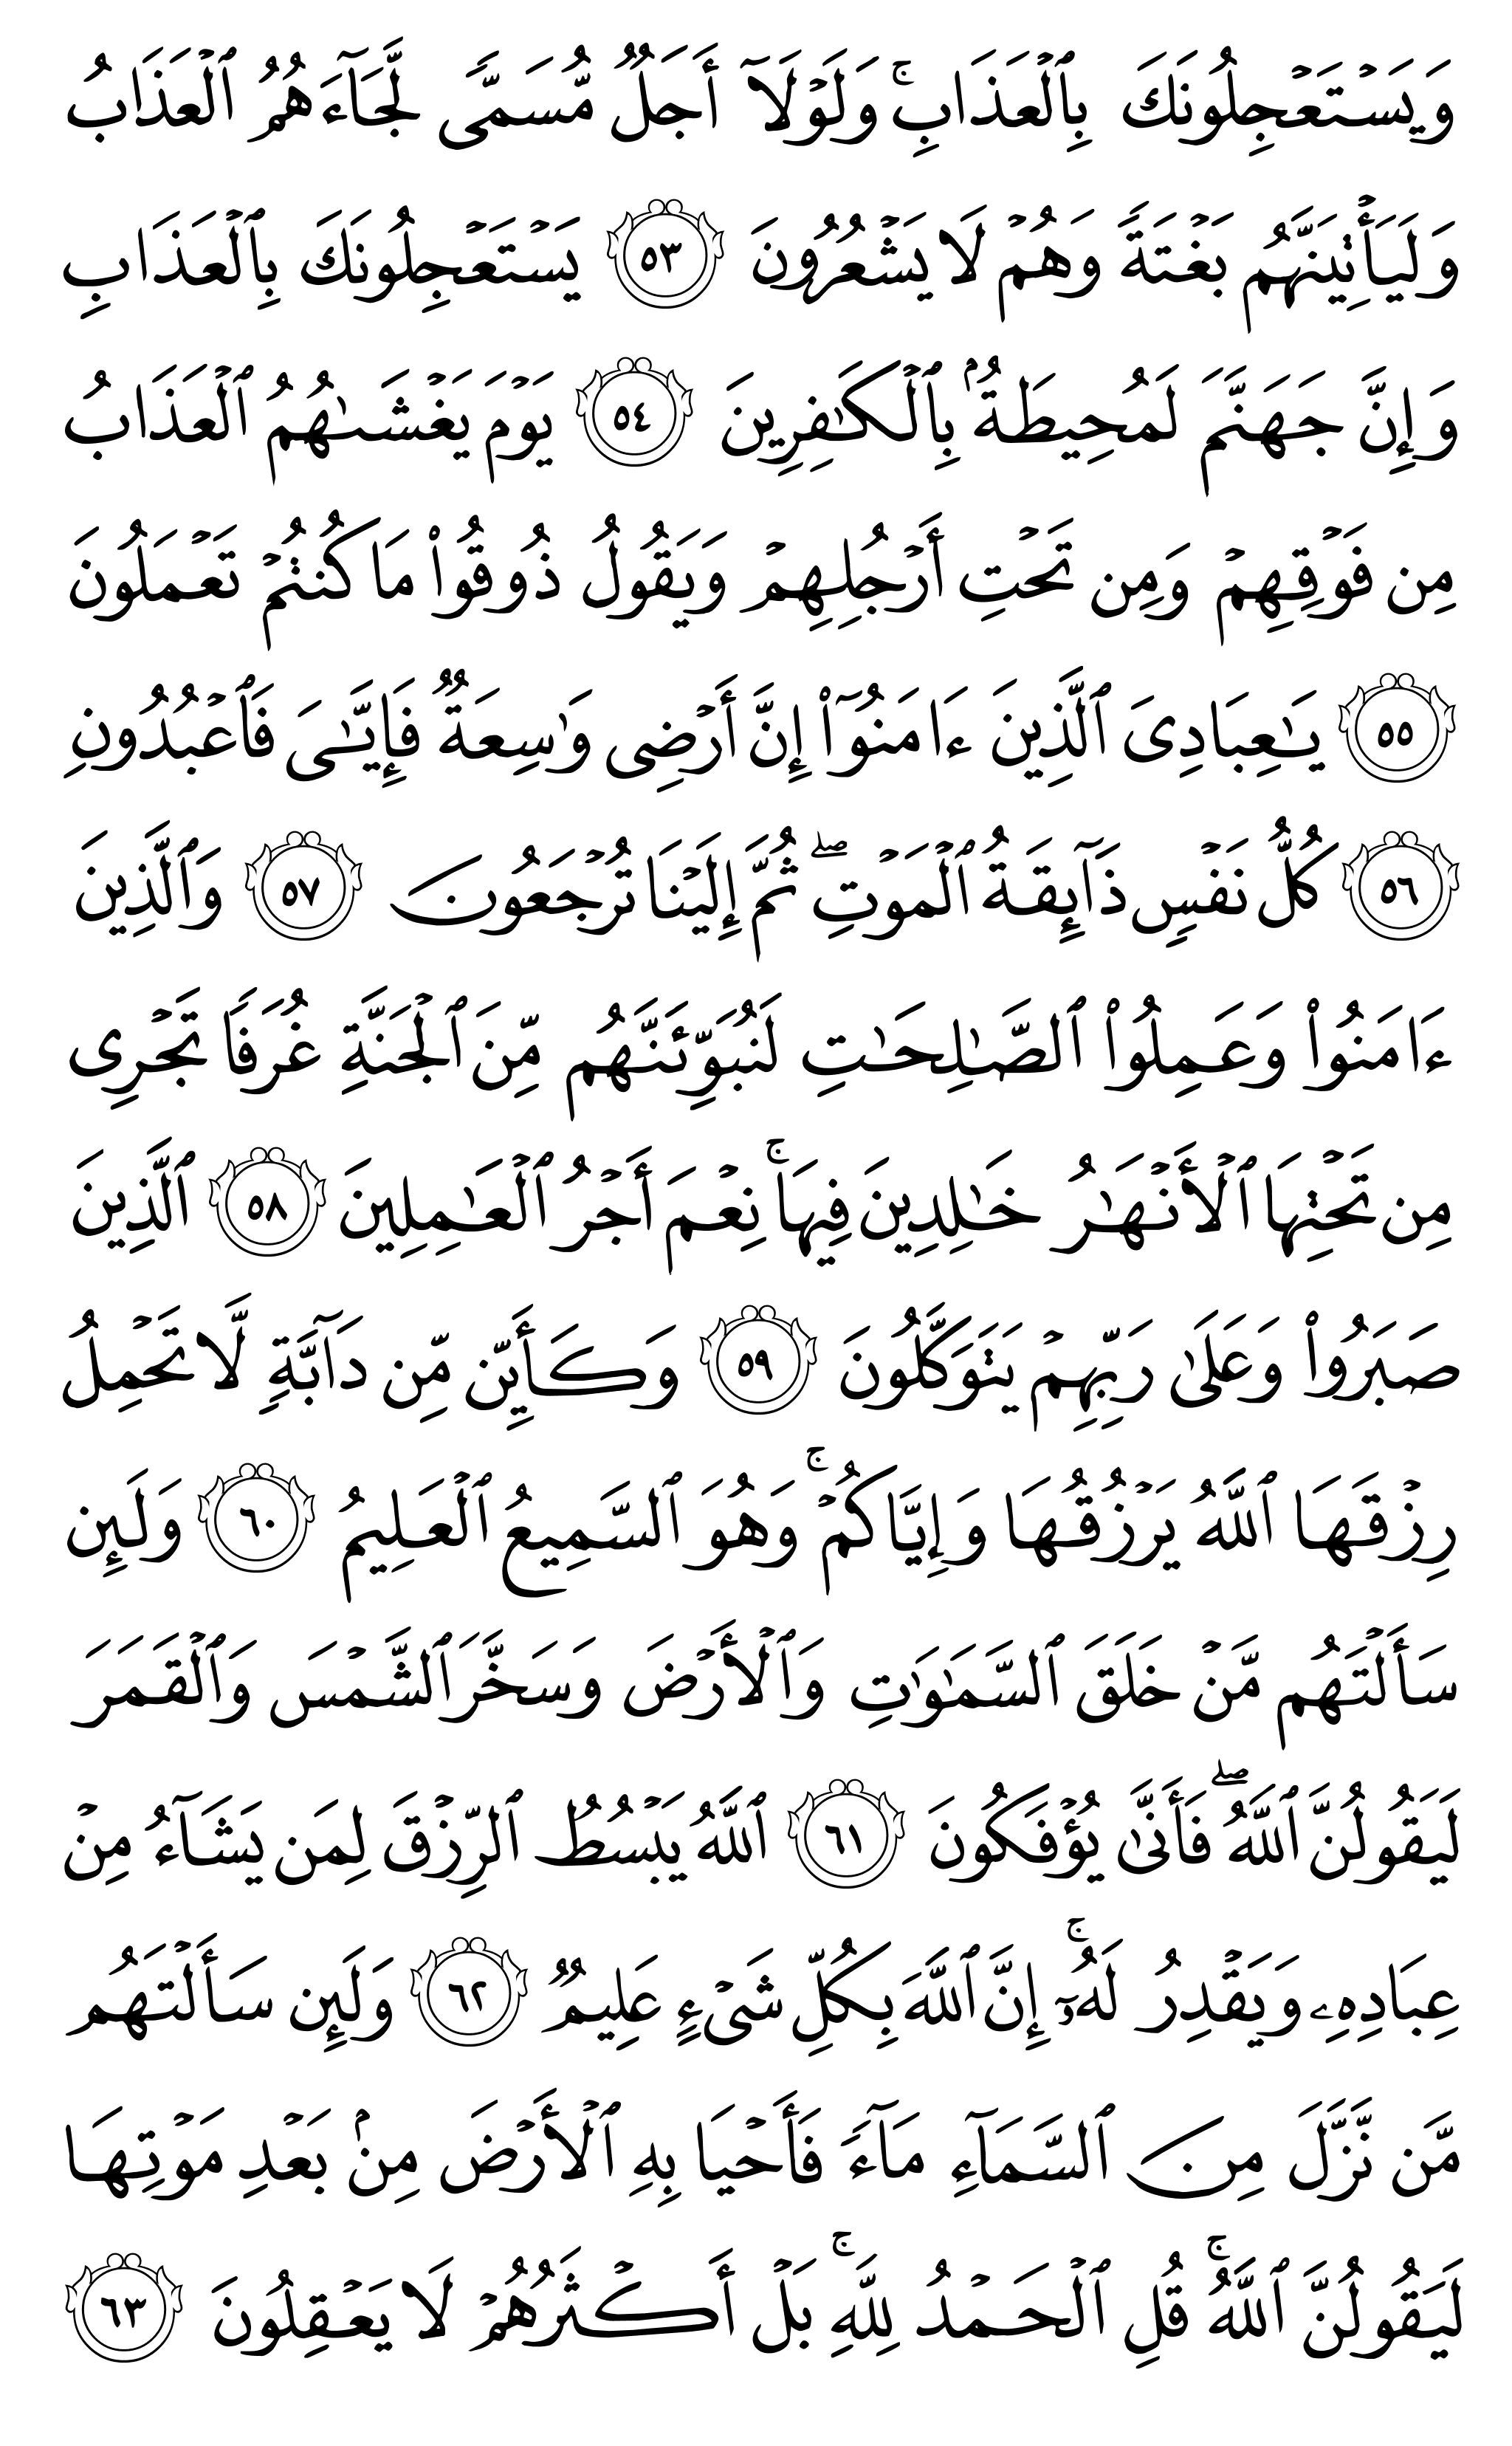 وَيَسۡتَعۡجِلُونَكَ بِٱلۡعَذَابِۚ وَلَوۡلَآ أَجَلٞ مُّسَمّٗى لَّجَآءَهُمُ ٱلۡعَذَابُ
وَلَيَأۡتِيَنَّهُم بَغۡتَةٗ وَهُمۡ لَا يَشۡعُرُونَ ٥٣ يَسۡتَعۡجِلُونَكَ بِٱلۡعَذَابِ
وَإِنَّ جَهَنَّمَ لَمُحِيطَةُۢ بِٱلۡكَٰفِرِينَ ٥٤ يَوۡمَ يَغۡشَىٰهُمُ ٱلۡعَذَابُ
مِن فَوۡقِهِمۡ وَمِن تَحۡتِ أَرۡجُلِهِمۡ وَيَقُولُ ذُوقُواْ مَا كُنتُمۡ تَعۡمَلُونَ
٥٥ يَٰعِبَادِيَ ٱلَّذِينَ ءَامَنُوٓاْ إِنَّ أَرۡضِي وَٰسِعَةٞ فَإِيَّٰيَ فَٱعۡبُدُونِ
٥٦ كُلُّ نَفۡسٖ ذَآئِقَةُ ٱلۡمَوۡتِۖ ثُمَّ إِلَيۡنَا تُرۡجَعُونَ ٥٧ وَٱلَّذِينَ
ءَامَنُواْ وَعَمِلُواْ ٱلصَّٰلِحَٰتِ لَنُبَوِّئَنَّهُم مِّنَ ٱلۡجَنَّةِ غُرَفٗا تَجۡرِي
مِن تَحۡتِهَا ٱلۡأَنۡهَٰرُ خَٰلِدِينَ فِيهَاۚ نِعۡمَ أَجۡرُ ٱلۡعَٰمِلِينَ ٥٨ ٱلَّذِينَ
صَبَرُواْ وَعَلَىٰ رَبِّهِمۡ يَتَوَكَّلُونَ ٥٩ وَكَأَيِّن مِّن دَآبَّةٖ لَّا تَحۡمِلُ
رِزۡقَهَا ٱللَّهُ يَرۡزُقُهَا وَإِيَّاكُمۡۚ وَهُوَ ٱلسَّمِيعُ ٱلۡعَلِيمُ ٦٠ وَلَئِن
سَأَلۡتَهُم مَّنۡ خَلَقَ ٱلسَّمَٰوَٰتِ وَٱلۡأَرۡضَ وَسَخَّرَ ٱلشَّمۡسَ وَٱلۡقَمَرَ
لَيَقُولُنَّ ٱللَّهُۖ فَأَنَّىٰ يُؤۡفَكُونَ ٦١ ٱللَّهُ يَبۡسُطُ ٱلرِّزۡقَ لِمَن يَشَآءُ مِنۡ
عِبَادِهِۦ وَيَقۡدِرُ لَهُۥٓۚ إِنَّ ٱللَّهَ بِكُلِّ شَيۡءٍ عَلِيمٞ ٦٢ وَلَئِن سَأَلۡتَهُم
مَّن نَّزَّلَ مِنَ ٱلسَّمَآءِ مَآءٗ فَأَحۡيَا بِهِ ٱلۡأَرۡضَ مِنۢ بَعۡدِ مَوۡتِهَا
لَيَقُولُنَّ ٱللَّهُۚ قُلِ ٱلۡحَمۡدُ لِلَّهِۚ بَلۡ أَكۡثَرُهُمۡ لَا يَعۡقِلُونَ ٦٣